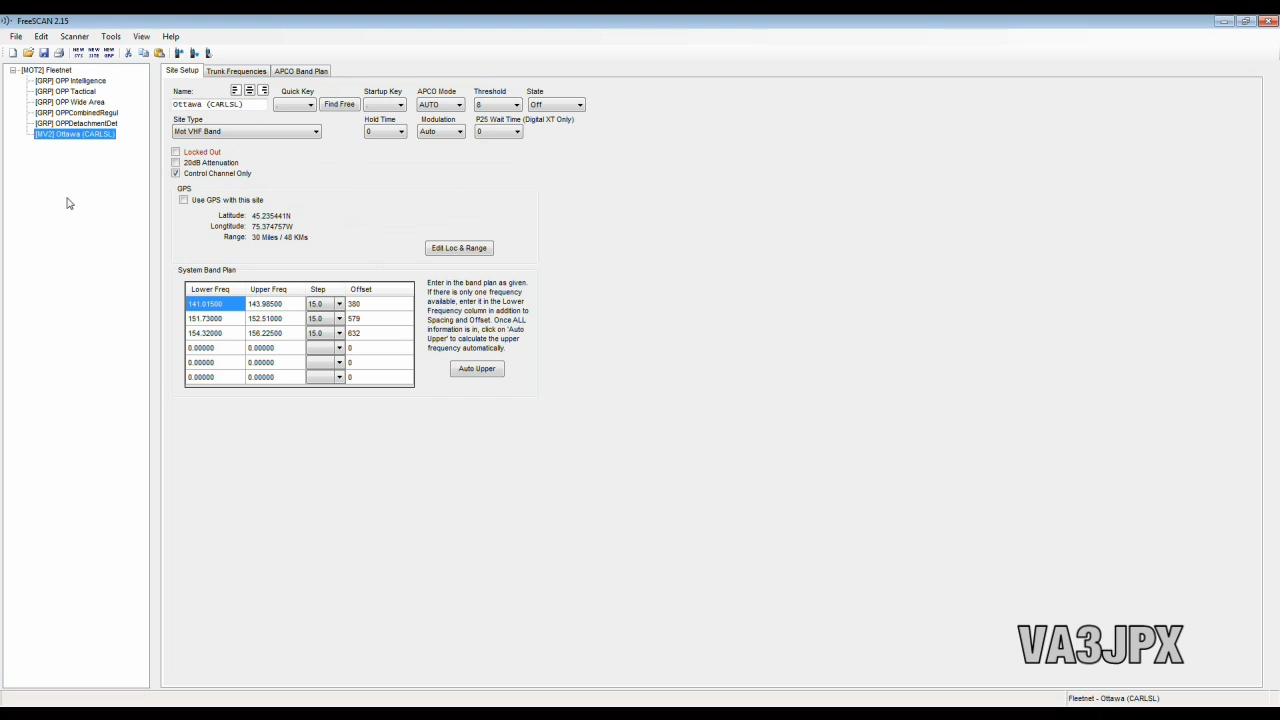 FreeSCAN 2.15
File Edit Scanner Tools View Help
NEW SYS NEW SITE NEW GRP
[MOT2] Fleetnet
[GRP] OPP Intelligence
[GRP] OPP Tactical
[GRP] OPP Wide Area
[GRP] OPPCombinedRegul
[GRP] OPPDetachmentDet
[MV2] Ottawa (CARLSL)
Site Setup Trunk Frequencies APCO Band Plan
Name: Quick Key Startup Key APCO Mode Threshold State
Ottawa (CARLSL) . Find Free . AUTO 8 Off
Site Type Hold Time Modulation P25 Wait Time (Digital XT Only)
Mot VHF Band 0 Auto 0
Locked Out
20dB Attenuation
Control Channel Only
GPS
Use GPS with this site
Latitude: 45.235441N
Longtitude: 75.374757W
Range: 30 Miles / 48 KMs
Edit Loc & Range
System Band Plan
Lower Freq Upper Freq Step Offset
141.01500 143.98500 15.0 380
151.73000 152.51000 15.0 579
154.32000 156.22500 15.0 632
0.00000 0.00000 0
0.00000 0.00000 0
0.00000 0.00000 0
Enter in the band plan as given.
If there is only one frequency
available, enter it in the Lower
Frequency column in addition to
Spacing and Offset. Once ALL
information is in, click on 'Auto
Upper' to calculate the upper
frequency automatically.
Auto Upper
VA3JPX
Fleetnet - Ottawa (CARLSL)